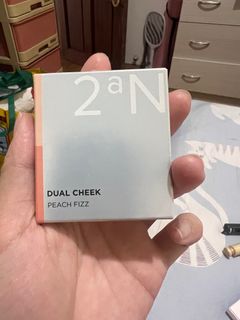 2aN
DUAL CHEEK
PEACH FIZZ